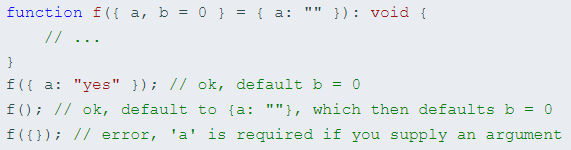 function f({ a, b = 0 } = { a: "" }): void {
    // ...
}
f({ a: "yes" }); // ok, default b = 0
f(); // ok, default to {a: ""}, which then defaults b = 0
f({}); // error, 'a' is required if you supply an argument